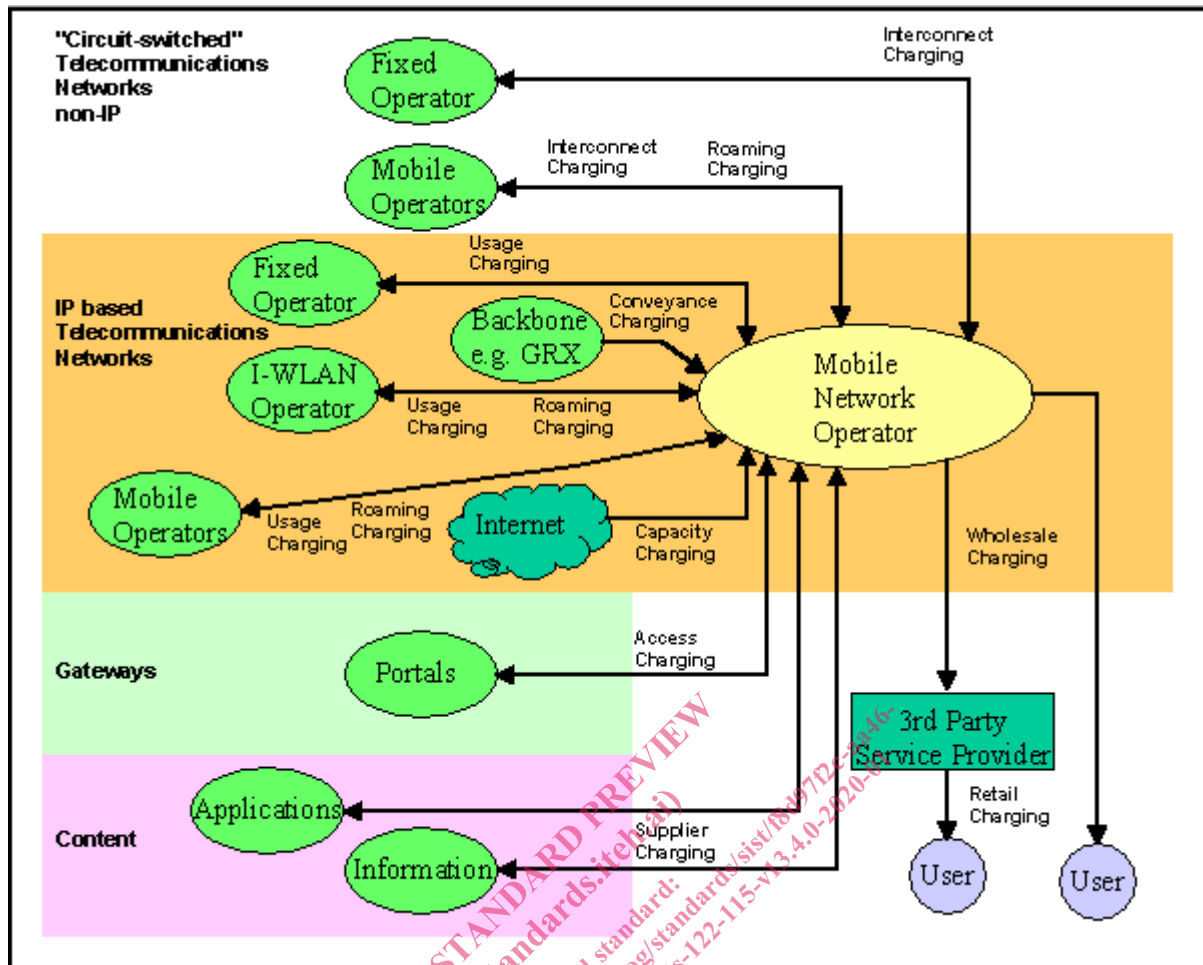 "Circuit-switched"
Telecommunications
Networks
non-IP
Fixed
Operator
Interconnect
Charging
Mobile
Operators
Interconnect
Charging
Roaming
Charging
IP based
Telecommunications
Networks
Fixed
Operator
Usage
Charging
Backbone
e.g. GRX
Conveyance
Charging
I-WLAN
Operator
Usage
Charging
Roaming
Charging
Mobile
Network
Operator
Mobile
Operators
Usage
Charging
Roaming
Charging
Internet
Capacity
Charging
Wholesale
Charging
Gateways
Portals
Access
Charging
3rd Party
Service Provider
Content
Applications
Information
Supplier
Charging
Retail
Charging
User
User
STANDARD PREVIEW